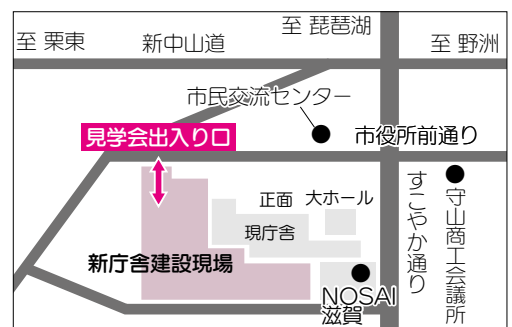 至 栗東
新中山道
至 琵琶湖
至 野洲
市民交流センター
見学会出入り口
市役所前通り
正面
大ホール
現庁舎
すこやか通り
守山商工会議所
新庁舎建設現場
NOSAI
滋賀